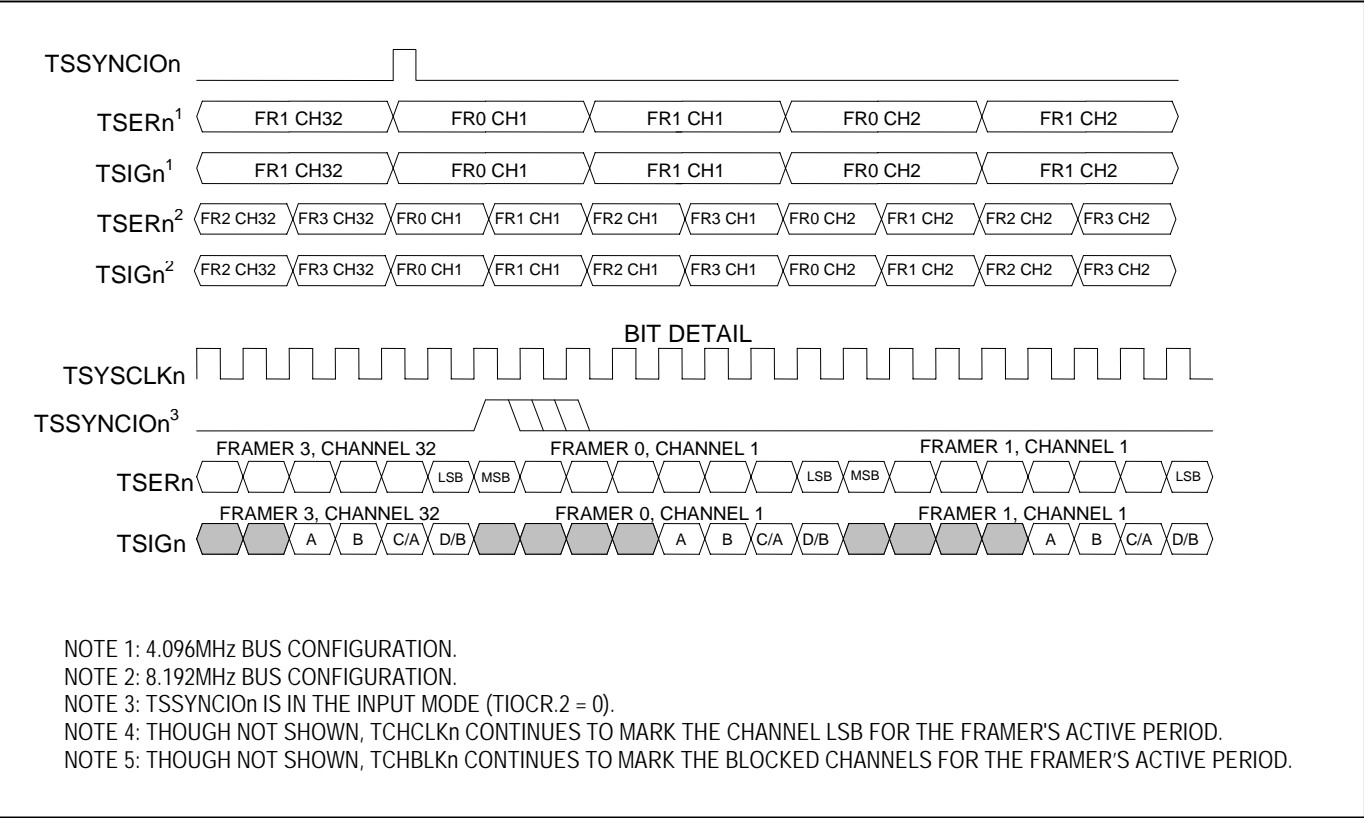 TSSYNCIOn
TSERn1 FR1 CH32 FR0 CH1 FR1 CH1 FR0 CH2 FR1 CH2
TSIGn1 FR1 CH32 FR0 CH1 FR1 CH1 FR0 CH2 FR1 CH2
TSERn2 FR2 CH32 FR3 CH32 FR0 CH1 FR1 CH1 FR2 CH1 FR3 CH1 FR0 CH2 FR1 CH2 FR2 CH2 FR3 CH2
TSIGn2 FR2 CH32 FR3 CH32 FR0 CH1 FR1 CH1 FR2 CH1 FR3 CH1 FR0 CH2 FR1 CH2 FR2 CH2 FR3 CH2
BIT DETAIL
TSYSCLKn
TSSYNCIOn3
FRAMER 3, CHANNEL 32 FRAMER 0, CHANNEL 1 FRAMER 1, CHANNEL 1
TSERn LSB MSB LSB MSB LSB
FRAMER 3, CHANNEL 32 FRAMER 0, CHANNEL 1 FRAMER 1, CHANNEL 1
TSIGn A B C/A D/B A B C/A D/B A B C/A D/B
NOTE 1: 4.096MHz BUS CONFIGURATION.
NOTE 2: 8.192MHz BUS CONFIGURATION.
NOTE 3: TSSYNCIOn IS IN THE INPUT MODE (TIOCR.2 = 0).
NOTE 4: THOUGH NOT SHOWN, TCHCLKn CONTINUES TO MARK THE CHANNEL LSB FOR THE FRAMER'S ACTIVE PERIOD.
NOTE 5: THOUGH NOT SHOWN, TCHBLKn CONTINUES TO MARK THE BLOCKED CHANNELS FOR THE FRAMER’S ACTIVE PERIOD.